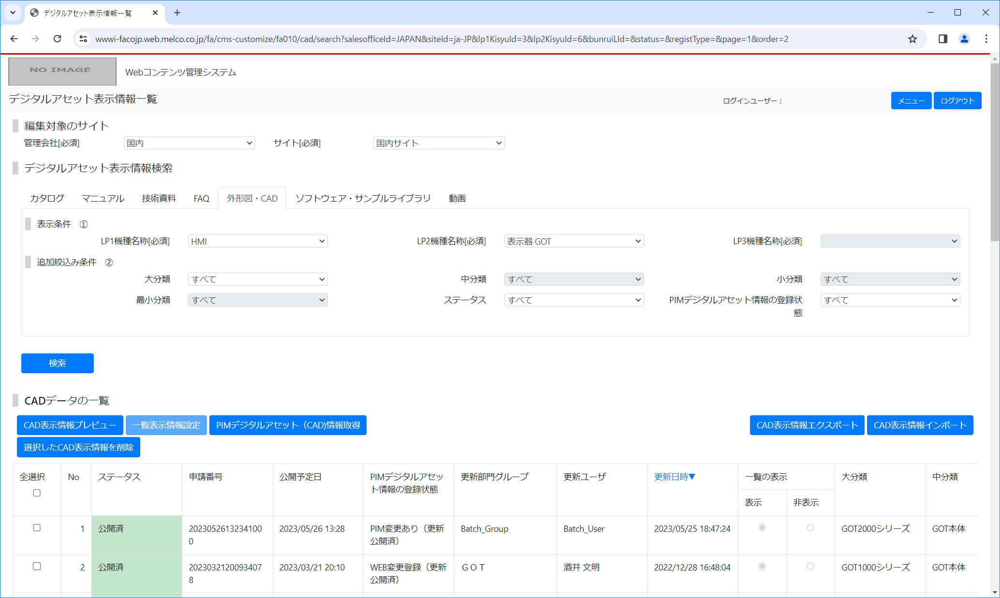 デジタルアセット表示情報一覧
wwwi-facojp.web.melco.co.jp/fa/cms-customize/fa010/cad/search?salesofficeId=JAPAN&siteId=ja-JP&lp1KisyuId=3&lp2KisyuId=6&bunruiLId=&status=&registType=&page=1&order=2
NO IMAGE
Webコンテンツ管理システム
デジタルアセット表示情報一覧
ログインユーザー：
メニュー
ログアウト
編集対象のサイト
管理会社[必須]
国内
サイト[必須]
国内サイト
デジタルアセット表示情報検索
カタログ
マニュアル
技術資料
FAQ
外形図・CAD
ソフトウェア・サンプルライブラリ
動画
表示条件 ①
LP1機種名称[必須]
HMI
LP2機種名称[必須]
表示器 GOT
LP3機種名称[必須]
追加絞込み条件 ②
大分類
すべて
中分類
すべて
小分類
すべて
最小分類
すべて
ステータス
すべて
PIMデジタルアセット情報の登録状
態
すべて
検索
CADデータの一覧
CAD表示情報プレビュー
一覧表示情報設定
PIMデジタルアセット（CAD)情報取得
CAD表示情報エクスポート
CAD表示情報インポート
選択したCAD表示情報を削除
全選択
No
ステータス
申請番号
公開予定日
PIMデジタルアセッ
ト情報の登録状態
更新部門グループ
更新ユーザ
更新日時▼
一覧の表示
表示
非表示
大分類
中分類
1
公開済
2023052613234100
0
2023/05/26 13:28
PIM変更あり（更新
公開済）
Batch_Group
Batch_User
2023/05/25 18:47:24
GOT2000シリーズ
GOT本体
2
公開済
2023032120093407
8
2023/03/21 20:10
WEB変更登録（更新
公開済）
ＧＯＴ
酒井 文明
2022/12/28 16:48:04
GOT1000シリーズ
GOT本体